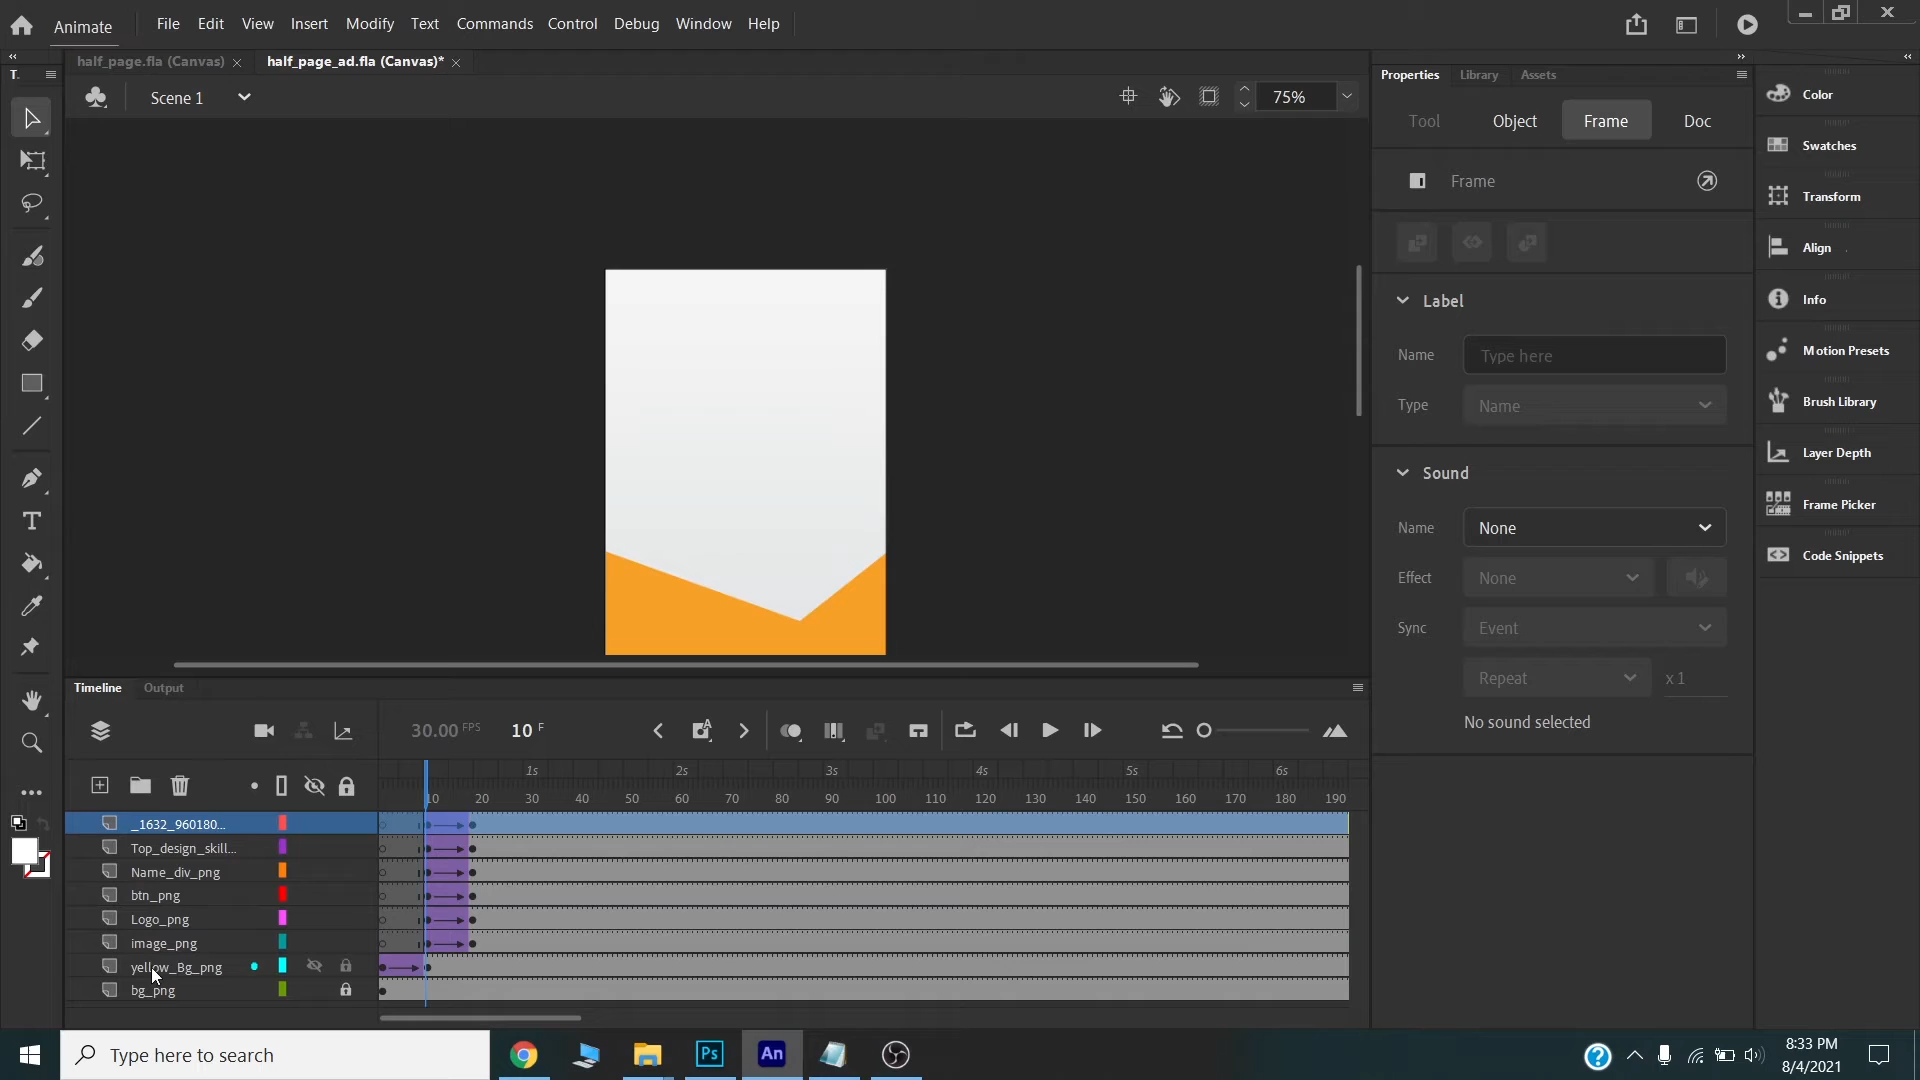 Animate
File Edit View Insert Modify Text Commands Control Debug Window Help
half_page.fla (Canvas)
half_page_ad.fla (Canvas)*
T.
Scene 1
75%
Properties Library Assets
Tool Object Frame Doc
Frame
Label
Name Type here
Type Name
Sound
Name None
Effect None
Sync Event
Repeat x 1
No sound selected
Color
Swatches
Transform
Align
Info
Motion Presets
Brush Library
Layer Depth
Frame Picker
Code Snippets
Timeline Output
30.00 FPS 10 F
1s 2s 3s 4s 5s 6s
10 20 30 40 50 60 70 80 90 100 110 120 130 140 150 160 170 180 190
_1632_960180...
Top_design_skill...
Name_div_png
btn_png
Logo_png
image_png
yellow_Bg_png
bg_png
Type here to search
Ps
An
8:33 PM
8/4/2021